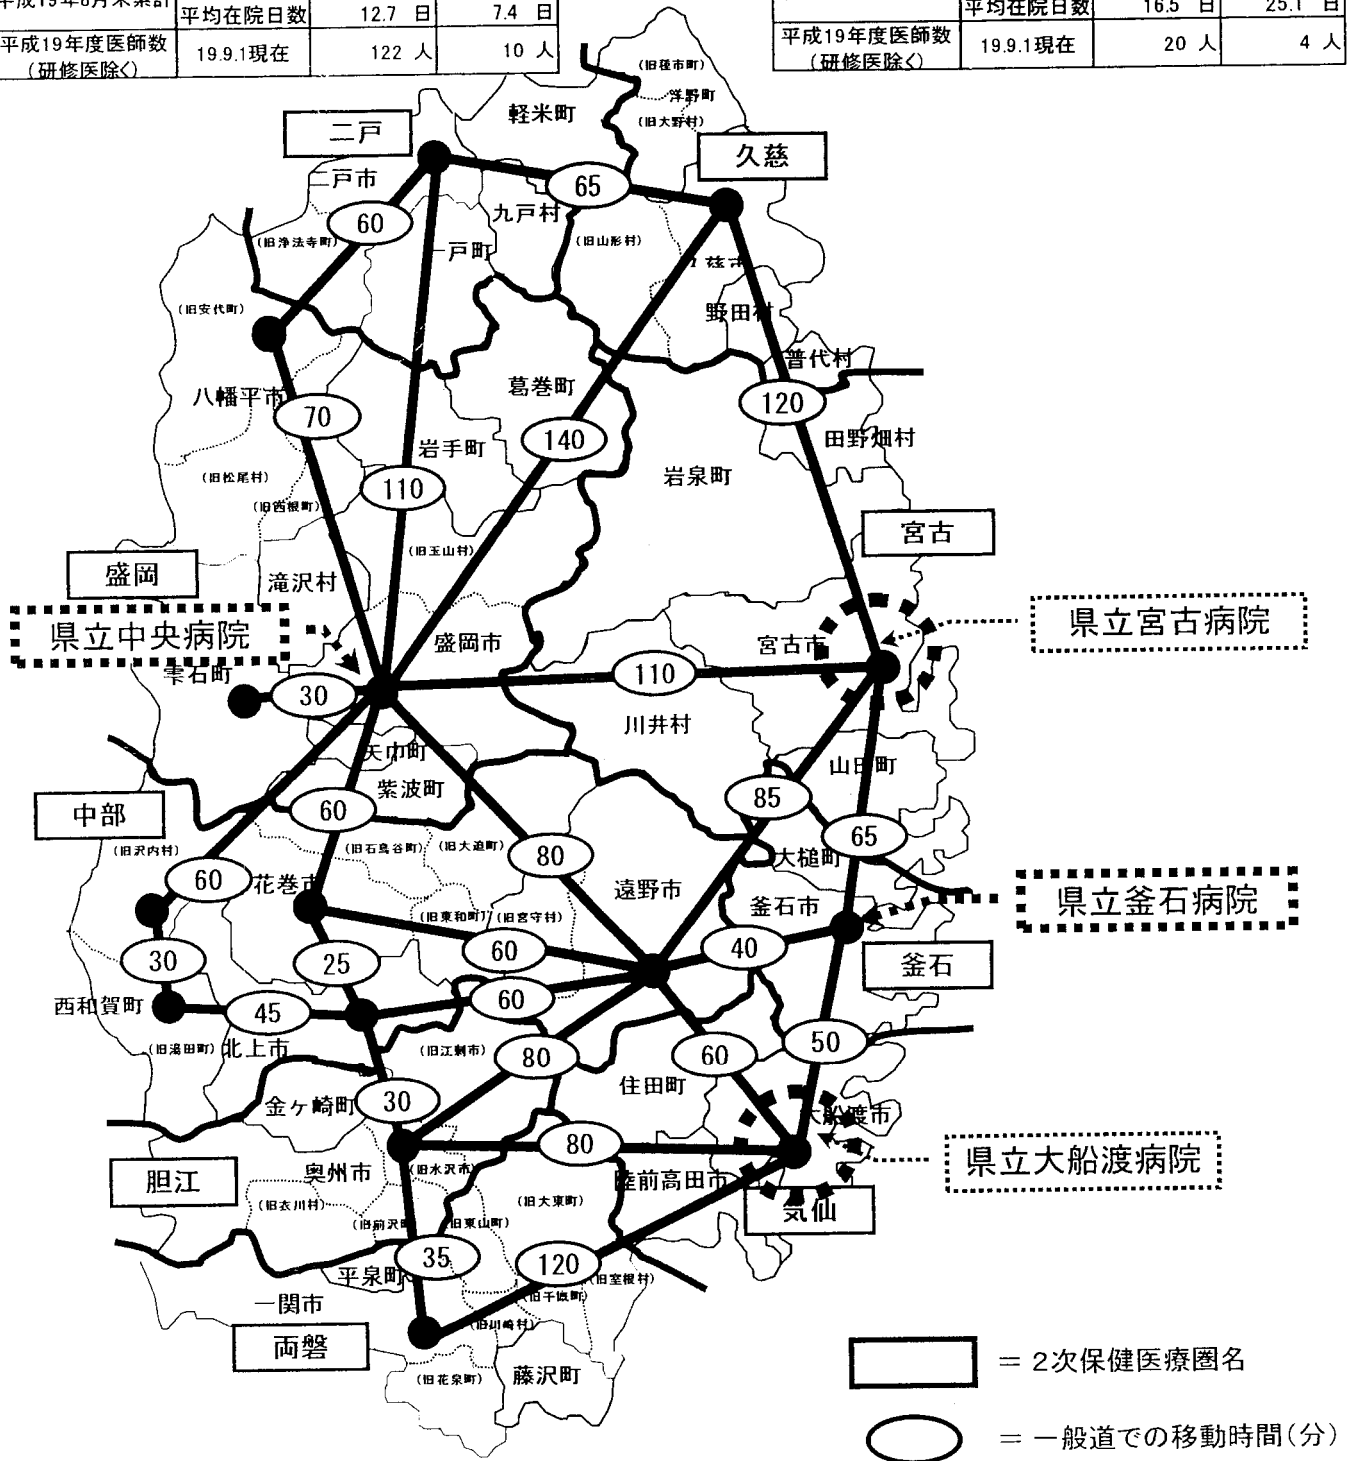 平成19年8月末累計
平均在院日数 12.7 日 7.4 日
平成19年度医師数
(研修医除く)
19.9.1現在 122 人 10 人
平均在院日数 16.5 日 25.1 日
平成19年度医師数
(研修医除く)
19.9.1現在 20 人 4 人
(旧種市町)
洋野町
(旧大野村)
軽米町
二戸
久慈
二戸市
65
九戸村
60
(旧浄法寺町)
一戸町
(旧山形村)
野田村
(旧安代町)
普代村
八幡平市
葛巻町
120
70
140
田野畑村
岩手町
岩泉町
(旧松尾村)
110
(旧西根町)
宮古
(旧玉山村)
盛岡
滝沢村
県立中央病院
盛岡市
宮古市
県立宮古病院
雫石町
30
110
川井村
矢巾町
山田町
紫波町
中部
60
85
65
(旧沢内村)
(旧石鳥谷町)
(旧大迫町)
80
大槌町
60
花巻市
遠野市
釜石市
県立釜石病院
(旧東和町)
(旧宮守村)
30
25
60
40
釜石
西和賀町
45
60
50
(旧湯田町)
北上市
(旧江刺市)
80
60
住田町
金ヶ崎町
30
大船渡市
80
県立大船渡病院
胆江
奥州市
(旧水沢市)
陸前高田市
(旧衣川村)
(旧大東町)
気仙
(旧前沢町)
(旧東山町)
35
120
平泉町
(旧室根村)
一関市
(旧千厩町)
(旧川崎村)
両磐
藤沢町
(旧花泉町)
= 2次保健医療圏名
= 一般道での移動時間(分)